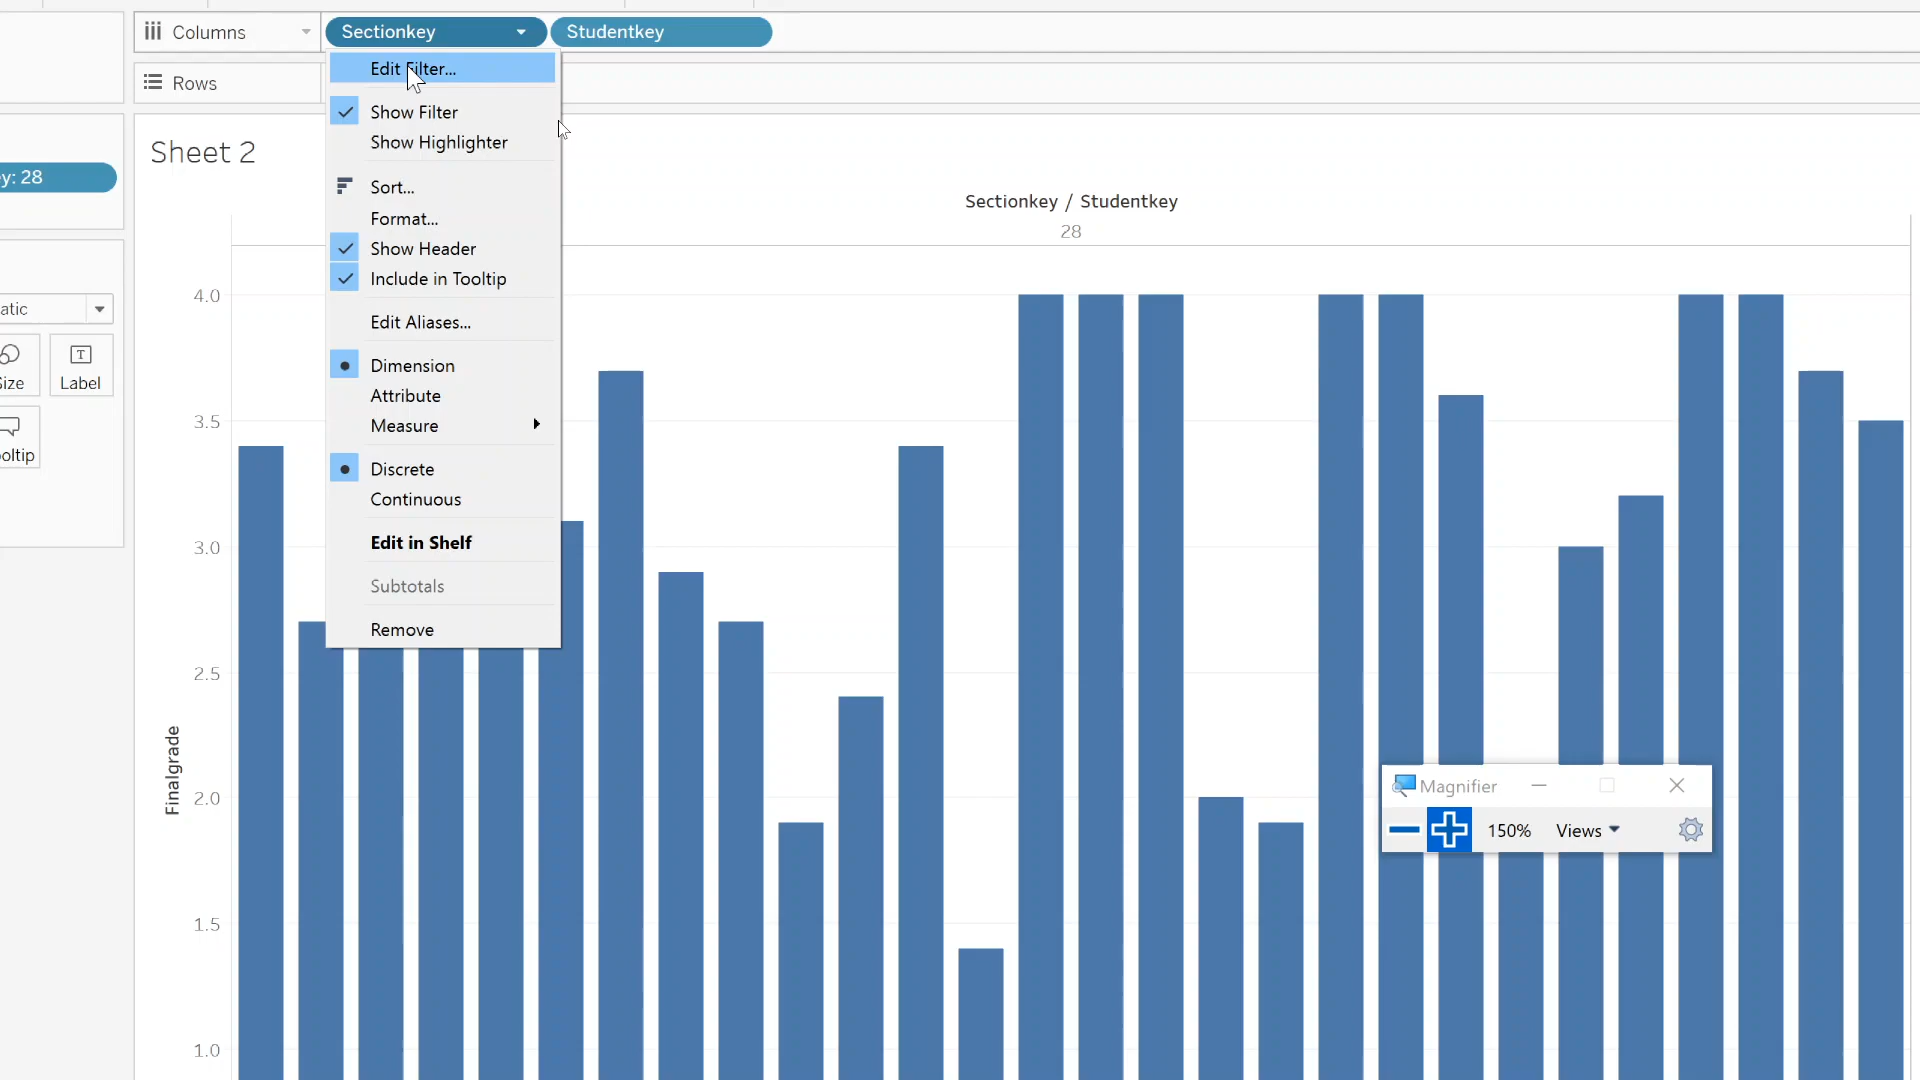 Columns
Sectionkey
Studentkey
Rows
Edit Filter...
Show Filter
Show Highlighter
Sort...
Format...
Show Header
Include in Tooltip
Edit Aliases...
Dimension
Attribute
Measure
Discrete
Continuous
Edit in Shelf
Subtotals
Remove
y: 28
atic
Size
T
Label
ooltip
Sheet 2
Sectionkey / Studentkey
28
4.0
3.5
3.0
2.5
2.0
1.5
1.0
Finalgrade
Magnifier
150%
Views